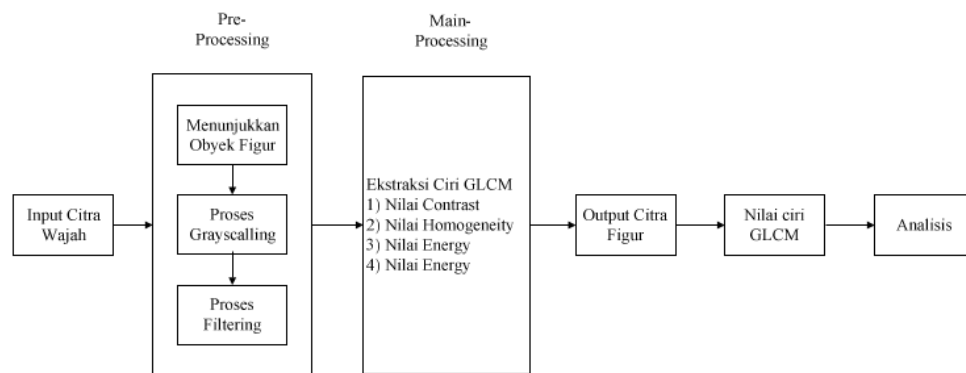 Pre-
Processing
Main-
Processing
Input Citra
Wajah
Menunjukkan
Obyek Figur
Proses
Grayscalling
Proses
Filtering
Ekstraksi Ciri GLCM
1) Nilai Contrast
2) Nilai Homogeneity
3) Nilai Energy
4) Nilai Energy
Output Citra
Figur
Nilai ciri
GLCM
Analisis